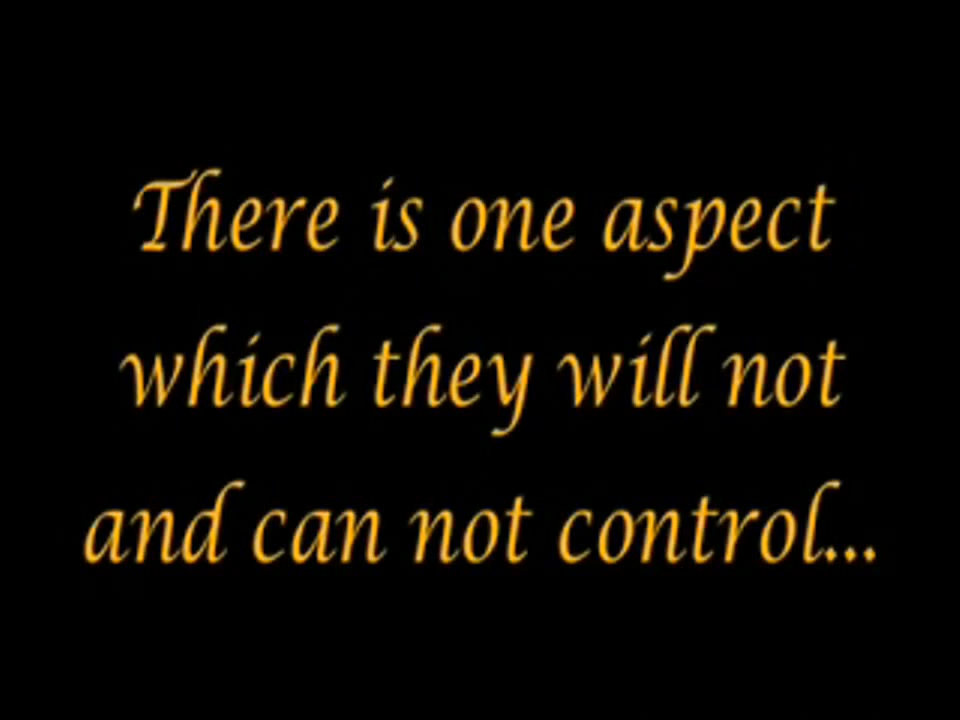 There is one aspect
which they will not
and can not control...